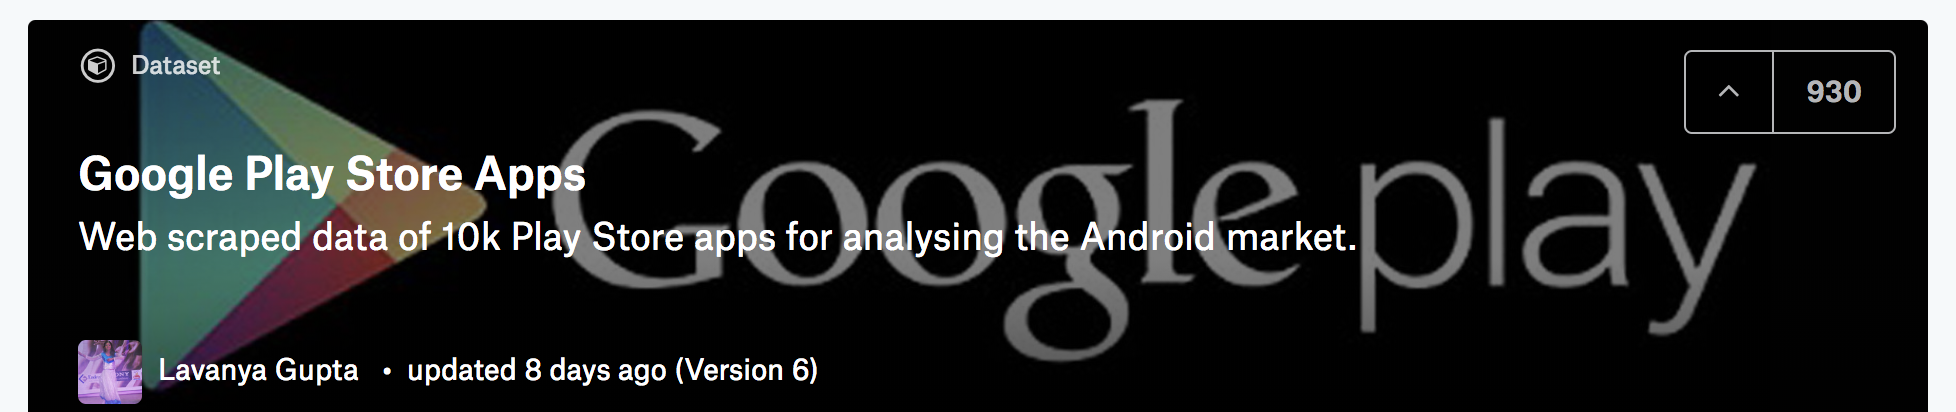 Dataset
930
Google Play Store Apps
Google play
Web scraped data of 10k Play Store apps for analysing the Android market.
Lavanya Gupta • updated 8 days ago (Version 6)